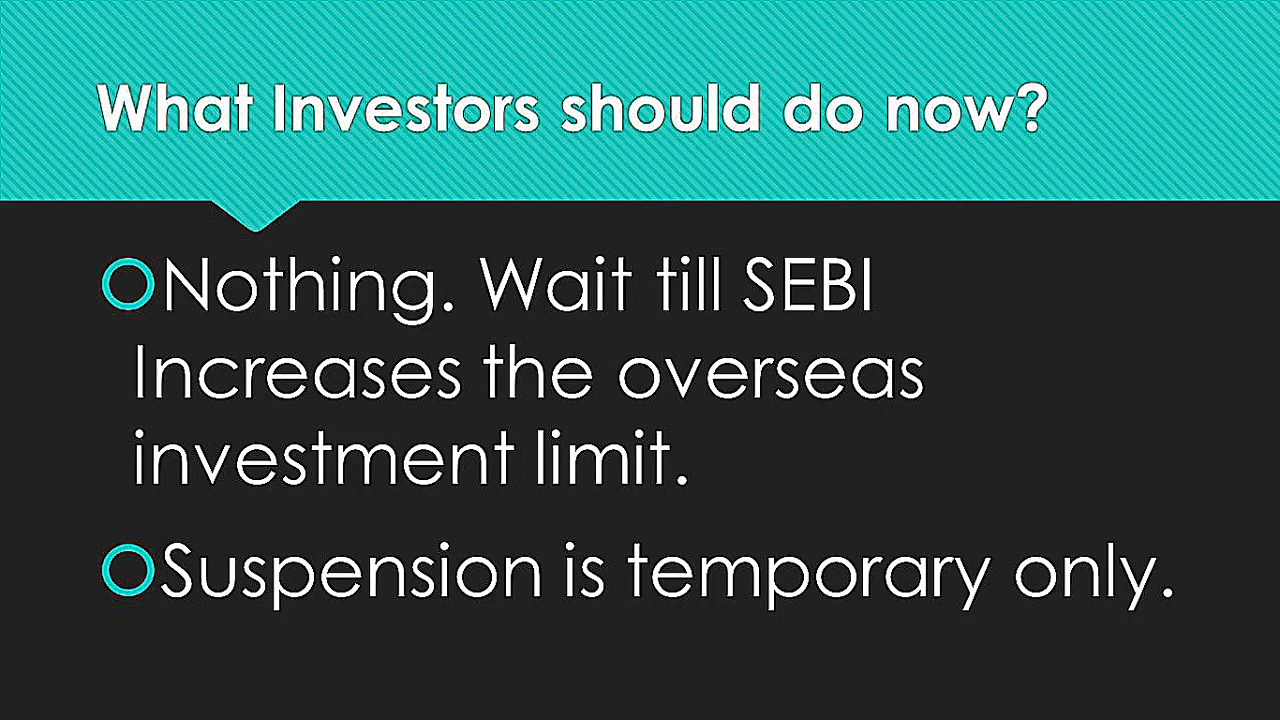 What Investors should do now?
Nothing. Wait till SEBI
Increases the overseas
investment limit.
Suspension is temporary only.